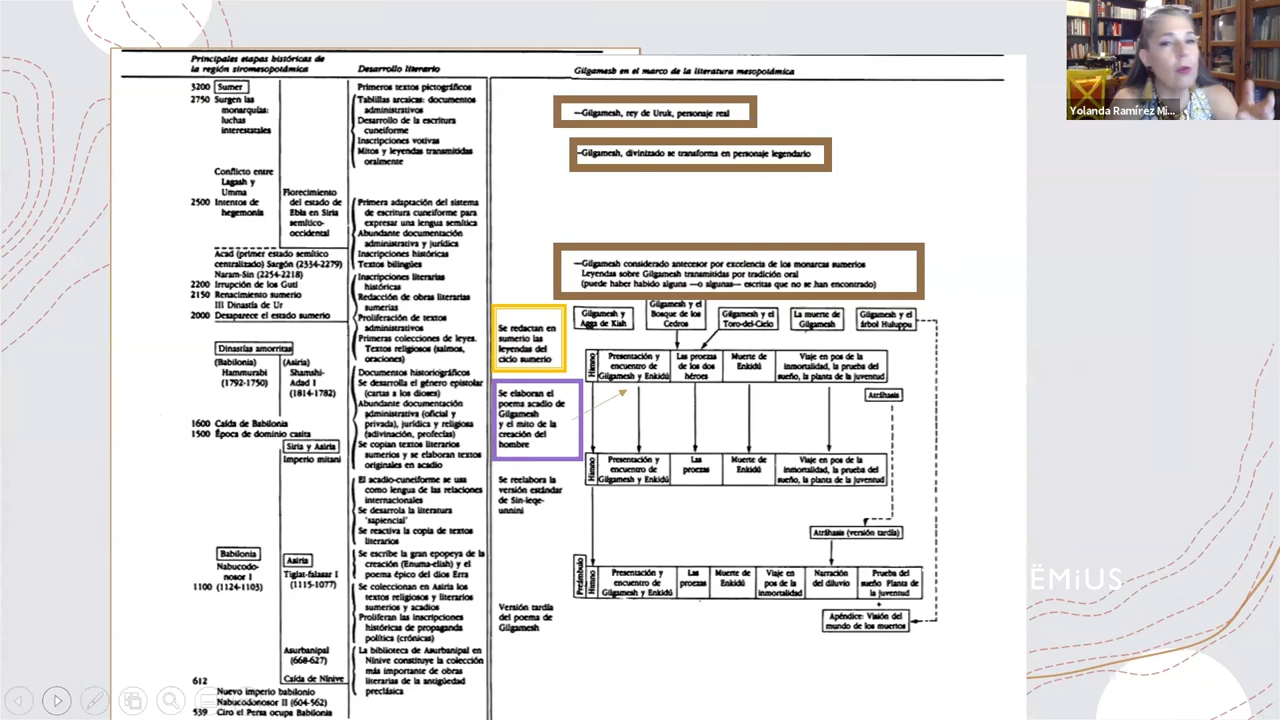 Principales etapas históricas de
la región siromesopotámica
Desarrollo literario
Gilgamesh en el marco de la literatura mesopotámica
3200 Sumer
2750 Surgen las
monarquías:
luchas
interestatales
Conflicto entre
Lagash y
Umma
2500 Intentos de
hegemonía
Florecimiento
del estado de
Ebla en Siria
semítico-
occidental
Acad (primer estado semítico
centralizado) Sargón (2334-2279)
Naram-Sin (2254-2218)
2200 Irrupción de los Guti
2150 Renacimiento sumerio
III Dinastía de Ur
2000 Desaparece el estado sumerio
Dinastías amorritas
(Babilonia)
Hammurabi
(1792-1750)
(Asiria)
Shamshi-
Adad I
(1814-1782)
1600 Caída de Babilonia
1500 Época de dominio casita
Siria y Asiria
Imperio mitani
Babilonia
Nabucodo-
nosor I
1100 (1124-1103)
Asiria
Tiglat-falasar I
(1115-1077)
Asurbanipal
(668-627)
612
Caída de Nínive
Nuevo imperio babilonio
Nabucodonosor II (604-562)
539 Ciro el Persa ocupa Babilonia
Primeros textos pictográficos
Tablillas arcaicas: documentos
administrativos
Desarrollo de la escritura
cuneiforme
Inscripciones votivas
Mitos y leyendas transmitidas
oralmente
Primera adaptación del sistema
de escritura cuneiforme para
expresar una lengua semítica
Abundante documentación
administrativa y jurídica
Inscripciones históricas
Textos bilingües
Inscripciones literarias
históricas
Redacción de obras literarias
sumerias
Proliferación de textos
administrativos
Primeras colecciones de leyes.
Textos religiosos (salmos,
oraciones)
Documentos historiográficos
Se desarrolla el género epistolar
(cartas a los dioses)
Abundante documentación
administrativa (oficial y
privada), jurídica y religiosa
(adivinación, profecías)
Se copian textos literarios
sumerios y se elaboran textos
originales en acadio
El acadio-cuneiforme se usa
como lengua de las relaciones
internacionales
Se desarrolla la literatura
'sapiencial'
Se reactiva la copia de textos
literarios
Se escribe la gran epopeya de la
creación (Enuma-elish) y el
poema épico del dios Erra
Se coleccionan en Asiria los
textos religiosos y literarios
sumerios y acadios
Proliferan las inscripciones
históricas de propaganda
política (crónicas)
La biblioteca de Asurbanipal en
Nínive constituye la colección
más importante de obras
literarias de la antigüedad
preclásica
—Gilgamesh, rey de Uruk, personaje real
—Gilgamesh, divinizado se transforma en personaje legendario
—Gilgamesh considerado antecesor por excelencia de los monarcas sumerios
Leyendas sobre Gilgamesh transmitidas por tradición oral
(puede haber habido alguna —o algunas— escritas que no se han encontrado)
Se redactan en
sumerio las
leyendas del
ciclo sumerio
Gilgamesh y
Agga de Kish
Gilgamesh y el
Bosque de los
Cedros
Gilgamesh y el
Toro-del-Cielo
La muerte de
Gilgamesh
Gilgamesh y el
árbol Huluppu
Se elaboran el
poema acadio de
Gilgamesh
y el mito de la
creación del
hombre
Himno
Presentación y
encuentro de
Gilgamesh y Enkidú
Las proezas
de los dos
héroes
Muerte de
Enkidú
Viaje en pos de la
inmortalidad, la prueba del
sueño, la planta de la juventud
Atráhasis
Se reelabora la
versión estándar
de Sin-leqe-
unnini
Himno
Presentación y
encuentro de
Gilgamesh y Enkidú
Las
proezas
Muerte de
Enkidú
Viaje en pos de la
inmortalidad, la prueba del
sueño, la planta de la juventud
Atráhasis (versión tardía)
Versión tardía
del poema de
Gilgamesh
Preámbulo
Himno
Presentación y
encuentro de
Gilgamesh y Enkidú
Las
proezas
Muerte de
Enkidú
Viaje en
pos de la
inmortalidad
Narración
del diluvio
Prueba del
sueño Planta de
la juventud
+
Apéndice: Visión del
mundo de los muertos
Yolanda Ramírez Mi...
ËMiUS